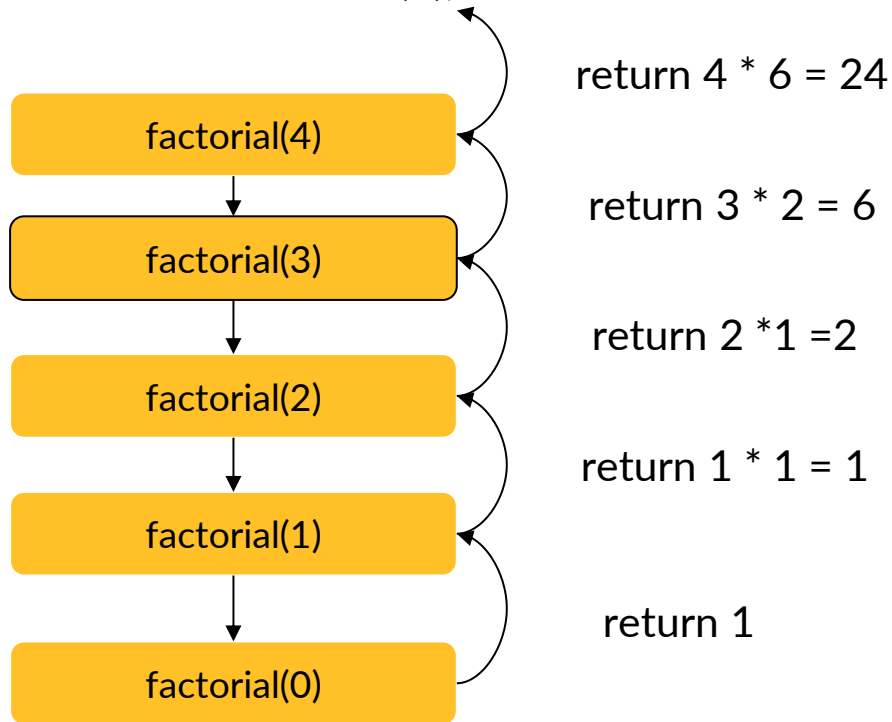 return 4 * 6 = 24
factorial(4)
return 3 * 2 = 6
factorial(3)
return 2 *1 =2
factorial(2)
return 1 * 1 = 1
factorial(1)
return 1
factorial(0)